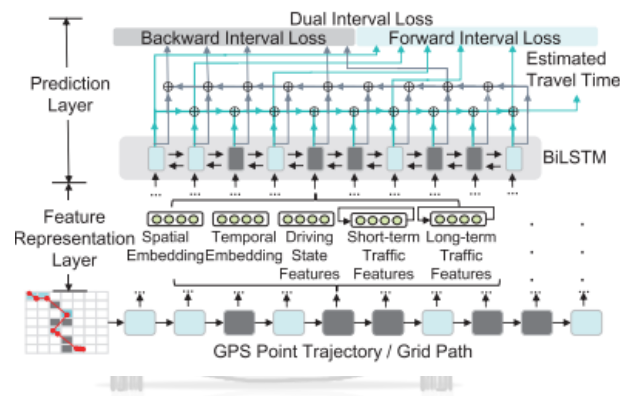 Dual Interval Loss
Backward Interval Loss
Forward Interval Loss
Estimated
Travel Time
Prediction
Layer
BiLSTM
... ... ... ... ...
Feature
Representation
Layer
Spatial
Embedding
Temporal
Embedding
Driving
State
Features
Short-term
Traffic
Features
Long-term
Traffic
Features
... ... ... ... ... ... ... ... ...
GPS Point Trajectory / Grid Path